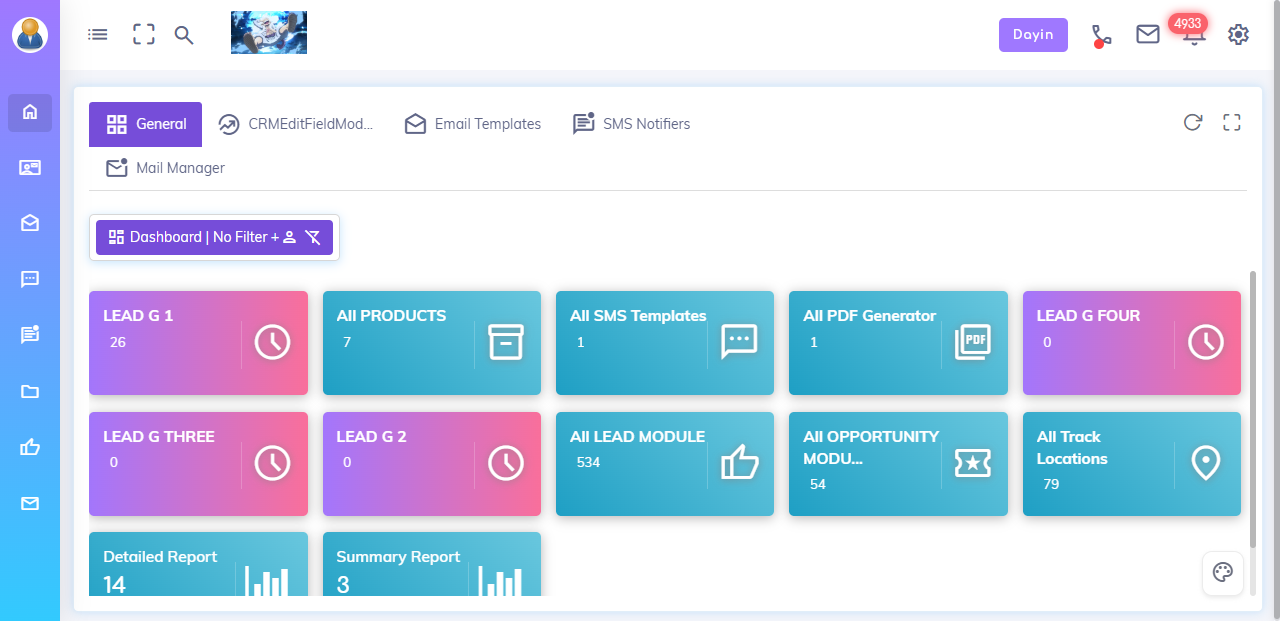 Dayin
4933
General
CRMEditFieldMod...
Email Templates
SMS Notifiers
Mail Manager
Dashboard | No Filter +
LEAD G 1
26
All PRODUCTS
7
All SMS Templates
1
All PDF Generator
1
PDF
LEAD G FOUR
0
LEAD G THREE
0
LEAD G 2
0
All LEAD MODULE
534
All OPPORTUNITY
MODU...
54
All Track
Locations
79
Detailed Report
14
Summary Report
3